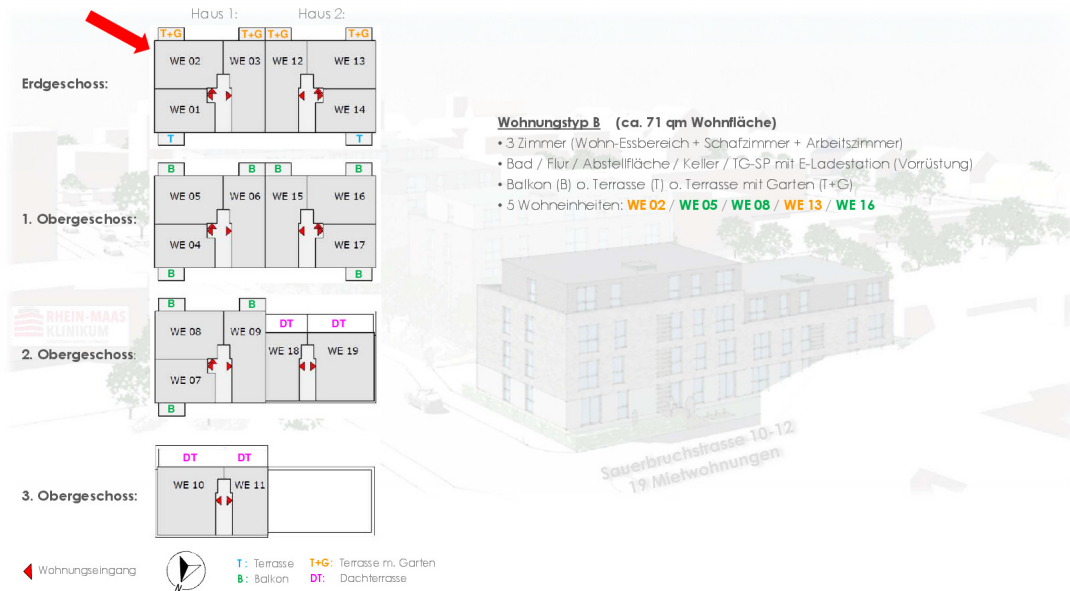 Haus 1: Haus 2:
T+G T+G T+G T+G
WE 02 WE 03 WE 12 WE 13
Erdgeschoss:
WE 01 WE 14
T T
B B B B
WE 05 WE 06 WE 15 WE 16
1. Obergeschoss:
WE 04 WE 17
B B
B B
DT DT
WE 08 WE 09
WE 18 WE 19
2. Obergeschoss:
WE 07
B
DT DT
WE 10 WE 11
3. Obergeschoss:
Wohnungseingang
N
T: Terrasse T+G: Terrasse m. Garten
B: Balkon DT: Dachterrasse
Wohnungstyp B (ca. 71 qm Wohnfläche)
• 3 Zimmer (Wohn-Essbereich + Schafzimmer + Arbeitszimmer)
• Bad / Flur / Abstellfläche / Keller / TG-SP mit E-Ladestation (Vorrüstung)
• Balkon (B) o. Terrasse (T) o. Terrasse mit Garten (T+G)
• 5 Wohneinheiten: WE 02 / WE 05 / WE 08 / WE 13 / WE 16
RHEIN-MAAS
KLINIKUM
Sauerbruchstrasse 10-12
19 Mietwohnungen